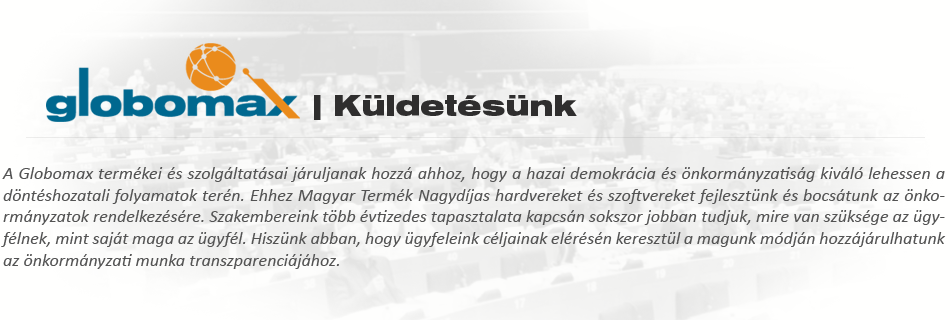 globomax | Küldetésünk
A Globomax termékei és szolgáltatásai járuljanak hozzá ahhoz, hogy a hazai demokrácia és önkormányzatiság kiváló lehessen a
döntéshozatali folyamatok terén. Ehhez Magyar Termék Nagydíjas hardvereket és szoftvereket fejlesztünk és bocsátunk az önko-
rmányzatok rendelkezésére. Szakembereink több évtizedes tapasztalata kapcsán sokszor jobban tudjuk, mire van szüksége az ügy-
félnek, mint saját maga az ügyfél. Hiszünk abban, hogy ügyfeleink céljainak elérésén keresztül a magunk módján hozzájárulhatunk
az önkormányzati munka transzparenciájához.